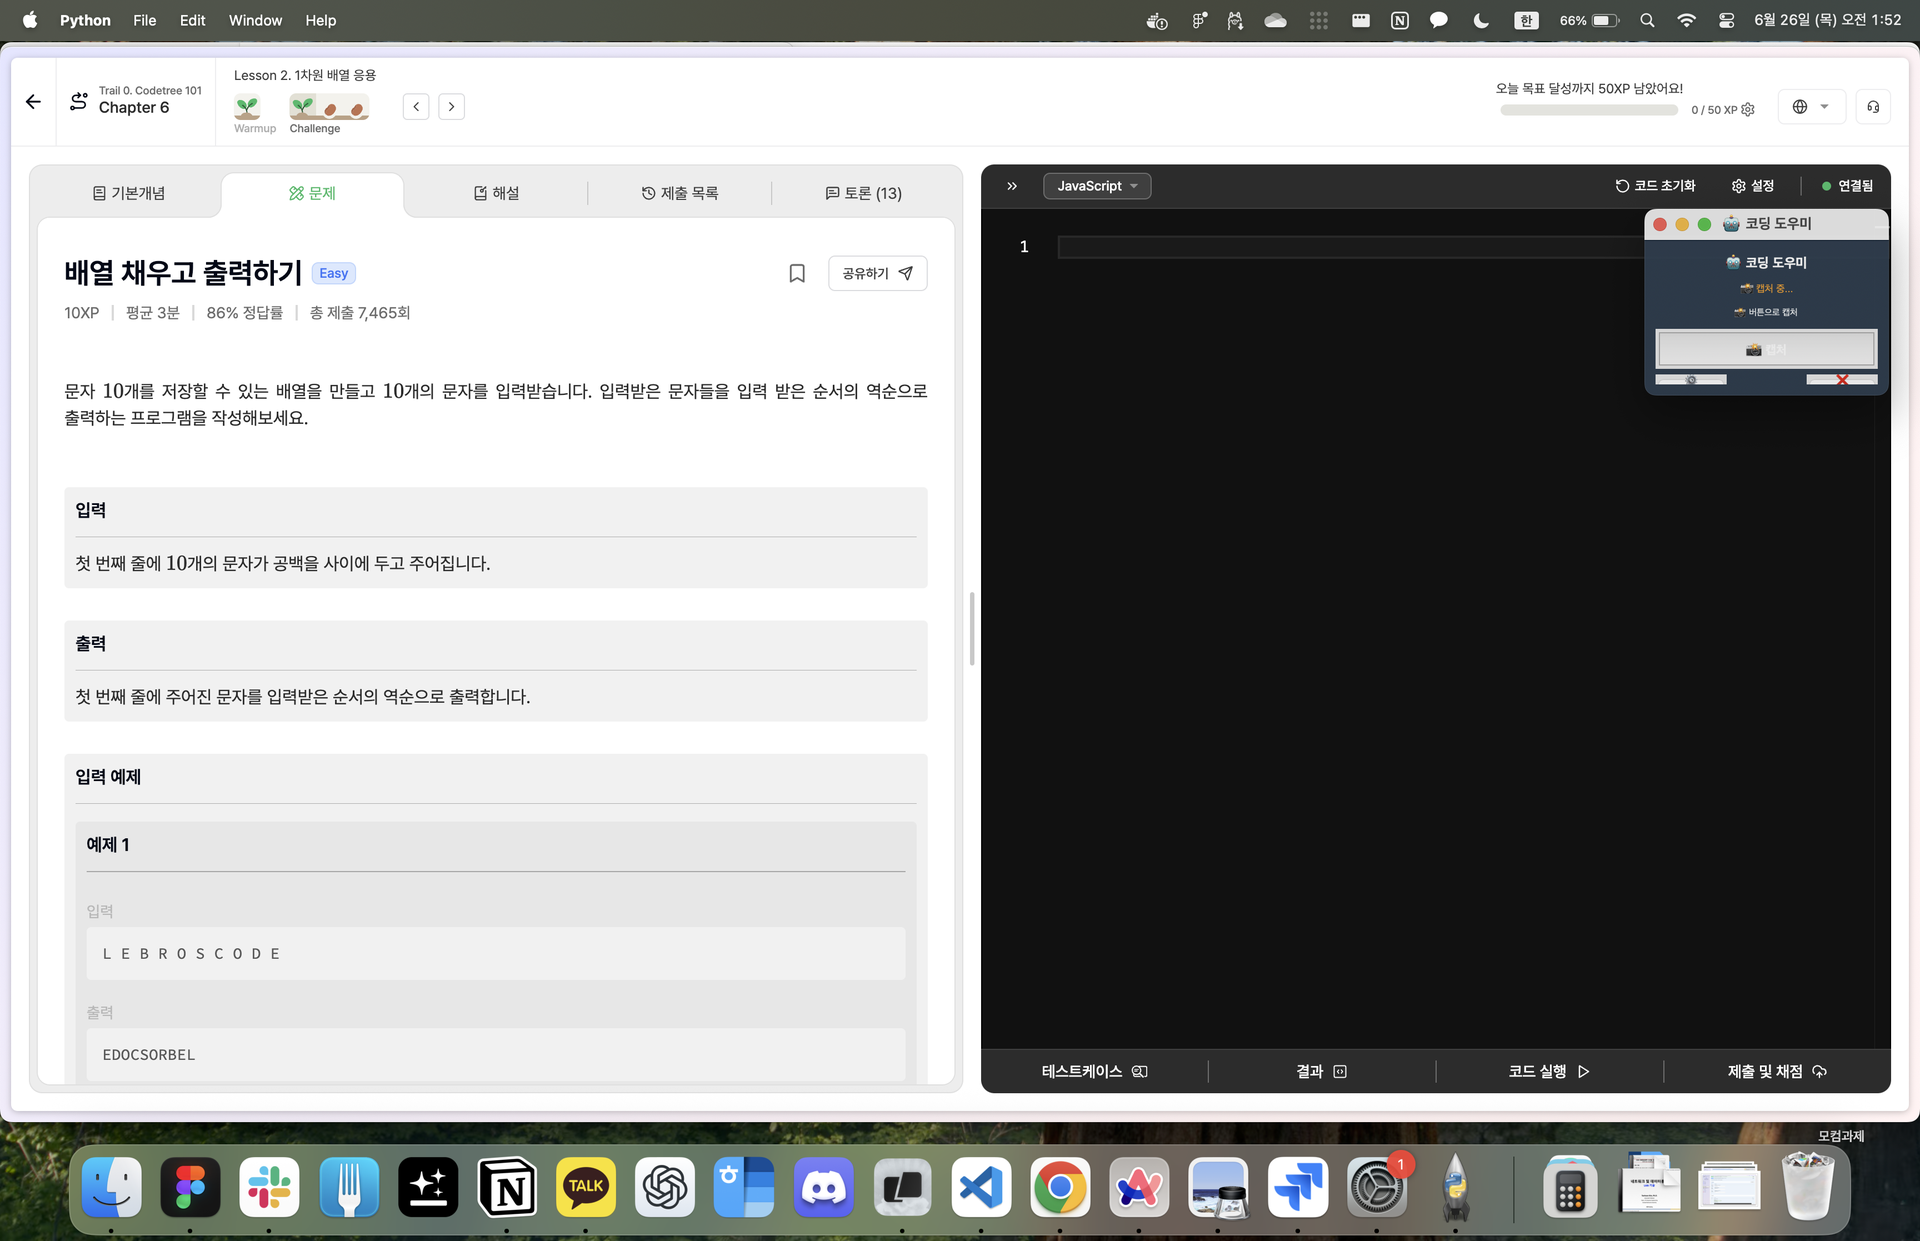 Python File Edit Window Help
한 66% 6월 26일 (목) 오전 1:52
Trail 0. Codetree 101
Chapter 6
Lesson 2. 1차원 배열 응용
Warmup Challenge
오늘 목표 달성까지 50XP 남았어요!
0 / 50 XP
기본개념 문제 해설 제출 목록 토론 (13)
배열 채우고 출력하기 Easy
공유하기
10XP 평균 3분 86% 정답률 총 제출 7,465회
문자 10개를 저장할 수 있는 배열을 만들고 10개의 문자를 입력받습니다. 입력받은 문자들을 입력 받은 순서의 역순으로
출력하는 프로그램을 작성해보세요.
입력
첫 번째 줄에 10개의 문자가 공백을 사이에 두고 주어집니다.
출력
첫 번째 줄에 주어진 문자를 입력받은 순서의 역순으로 출력합니다.
입력 예제
예제 1
입력
L E B R O S C O D E
출력
EDOCSORBEL
JavaScript 코드 초기화 설정 연결됨
1
코딩 도우미
코딩 도우미
캡처 중...
버튼으로 캡처
캡처
테스트케이스 결과 코드 실행 제출 및 채점
모컴과제
TALK
1